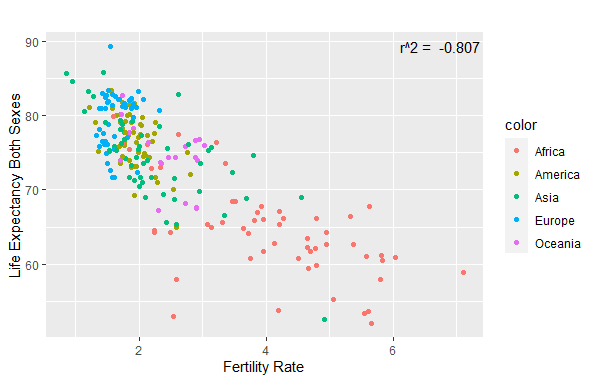 r^2 = -0.807
90
80
70
60
Life Expectancy Both Saxes
2
4
6
Fertility Rate
color
Africa
America
Asia
Europe
Oceania